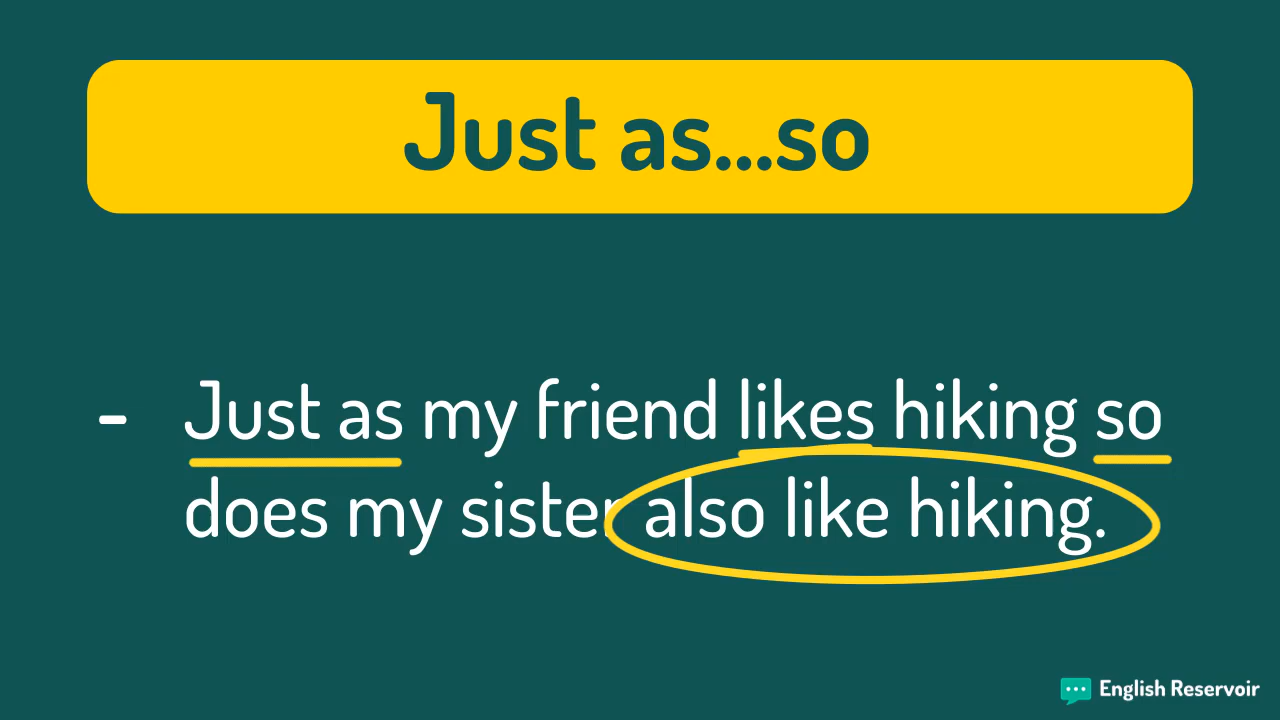 Just as...so
- Just as my friend likes hiking so
does my sister also like hiking.
English Reservoir